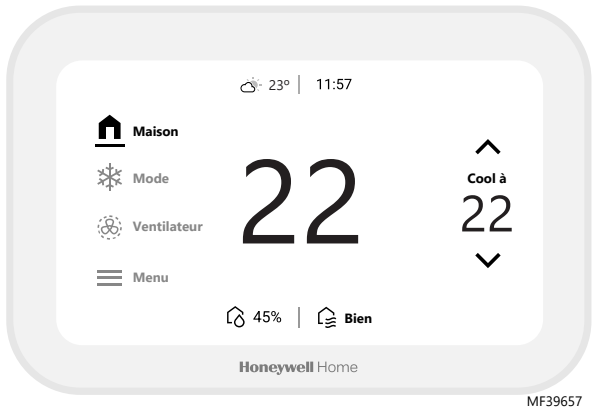 23º | 11:57
Maison
Mode
Ventilateur
Menu
22
Cool à
22
45% | Bien
Honeywell Home
MF39657